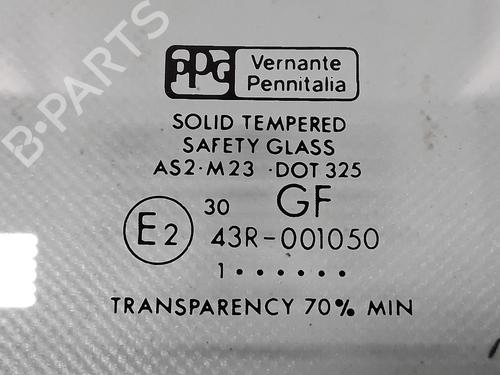 B-PARTS
PPG Vernante
Pennitalia
SOLID TEMPERED
SAFETY GLASS
AS2·M23 ·DOT 325
30 GF
E2 43R-001050
1 • • • • • •
TRANSPARENCY 70% MIN